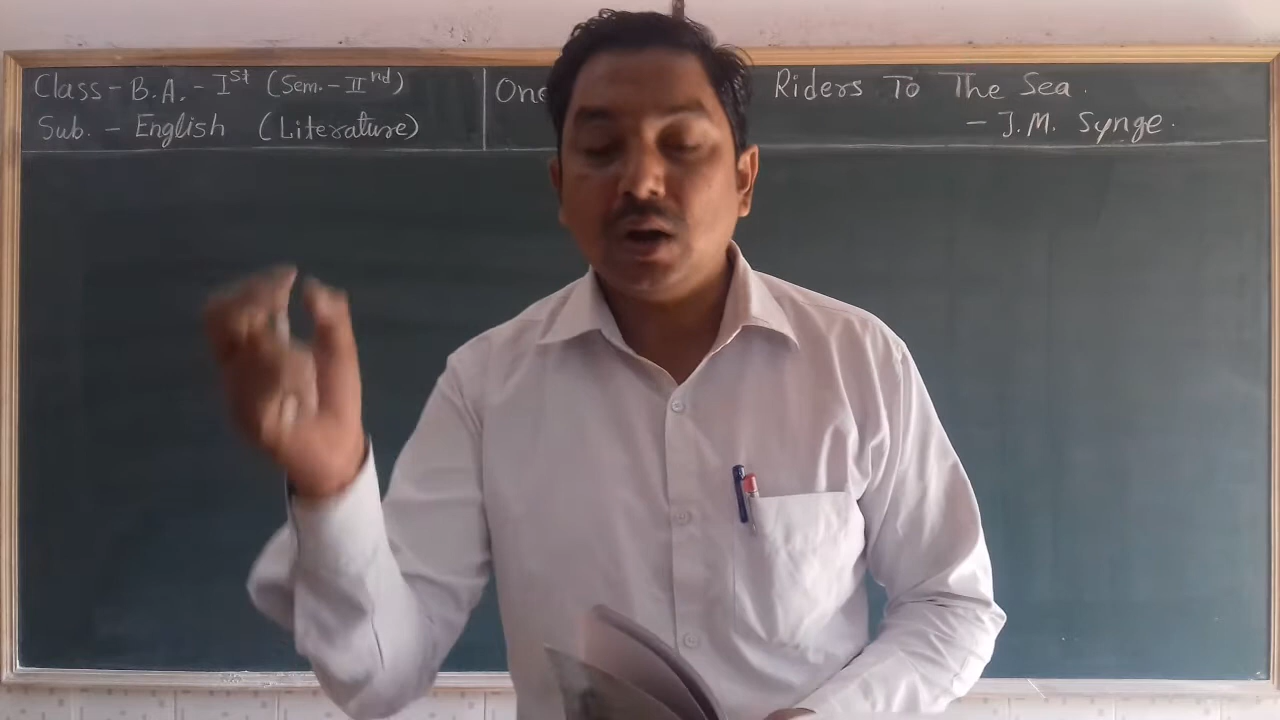 Class - B.A. - Ist (Sem. - IInd)
Sub. - English (Literature)
One
Riders To The Sea.
- J.M. Synge.